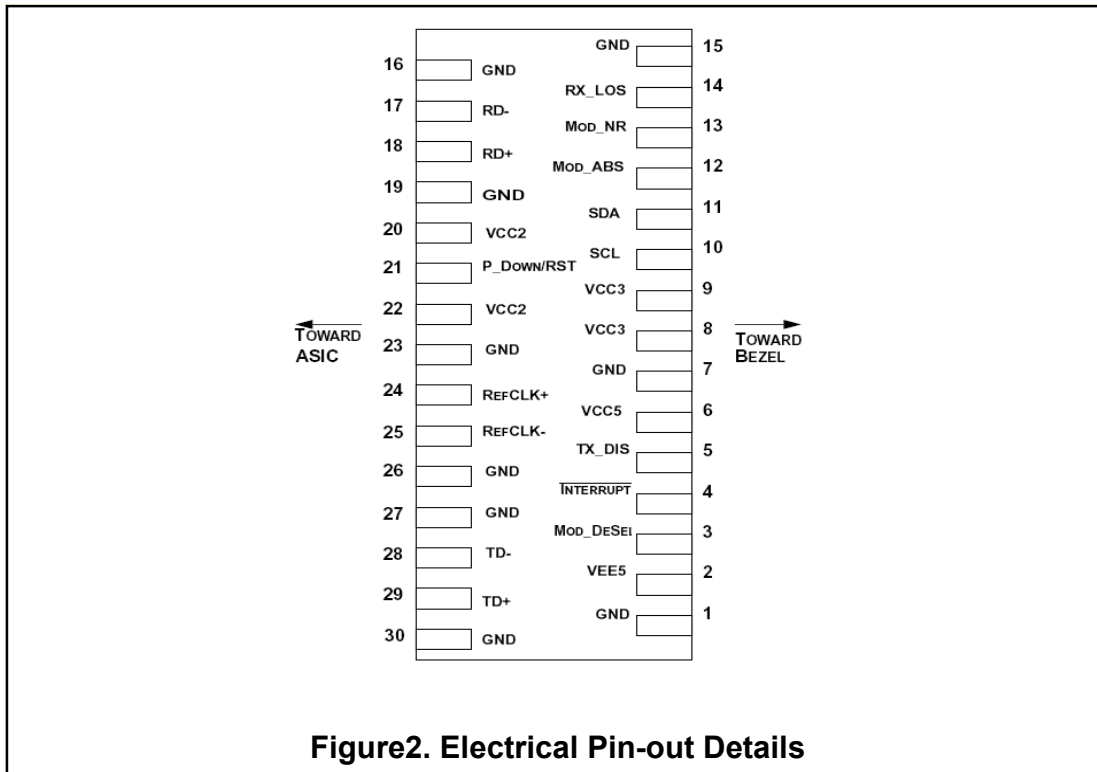 GND 15
16 GND
RX_LOS 14
17 RD-
MOD_NR 13
18 RD+
MOD_ABS 12
19 GND
SDA 11
20 VCC2
SCL 10
21 P_DOWN/RST
VCC3 9
22 VCC2
VCC3 8
TOWARD
ASIC
TOWARD
BEZEL
23 GND
GND 7
24 REFCLK+
VCC5 6
25 REFCLK-
TX_DIS 5
26 GND
INTERRUPT 4
27 GND
MOD_DESEl 3
28 TD-
VEE5 2
29 TD+
GND 1
30 GND
Figure2. Electrical Pin-out Details